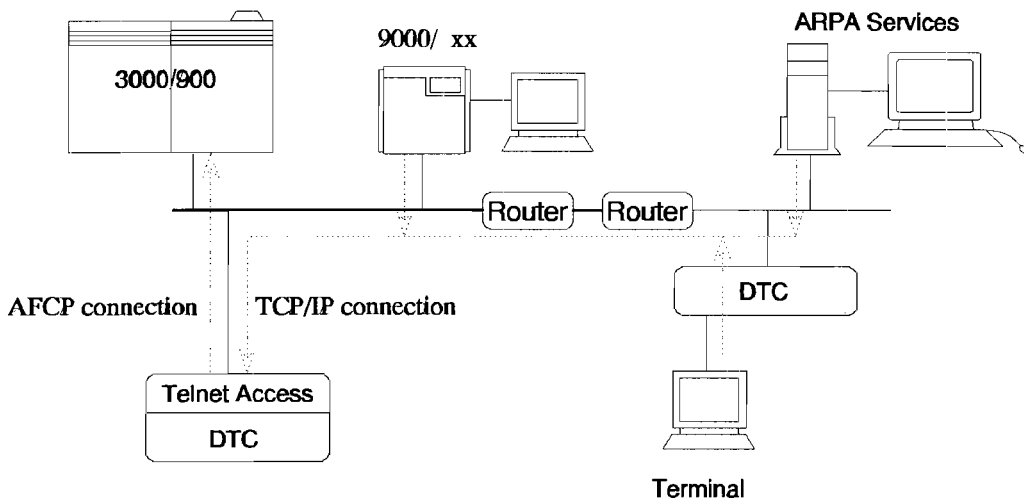 ARPA Services
9000/ xx
3000/900
Router
Router
DTC
AFCP connection
TCP/IP connection
Telnet Access
DTC
Terminal